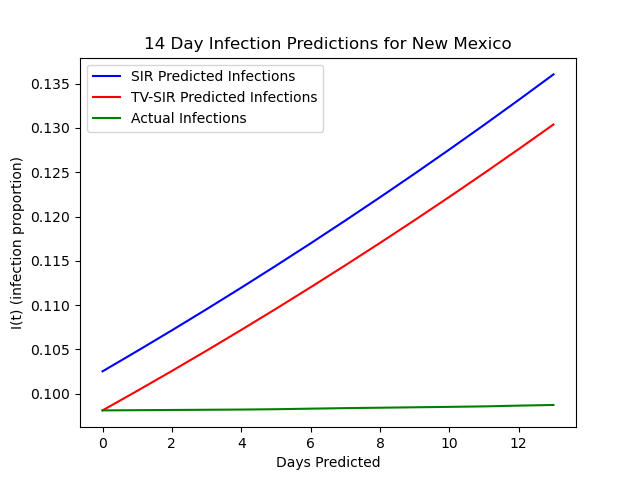 14 Day Infection Predictions for New Mexico
SIR Predicted Infections
TV-SIR Predicted Infections
Actual Infections
I(t) (infection proportion)
0.135
0.130
0.125
0.120
0.115
0.110
0.105
0.100
0 2 4 6 8 10 12
Days Predicted